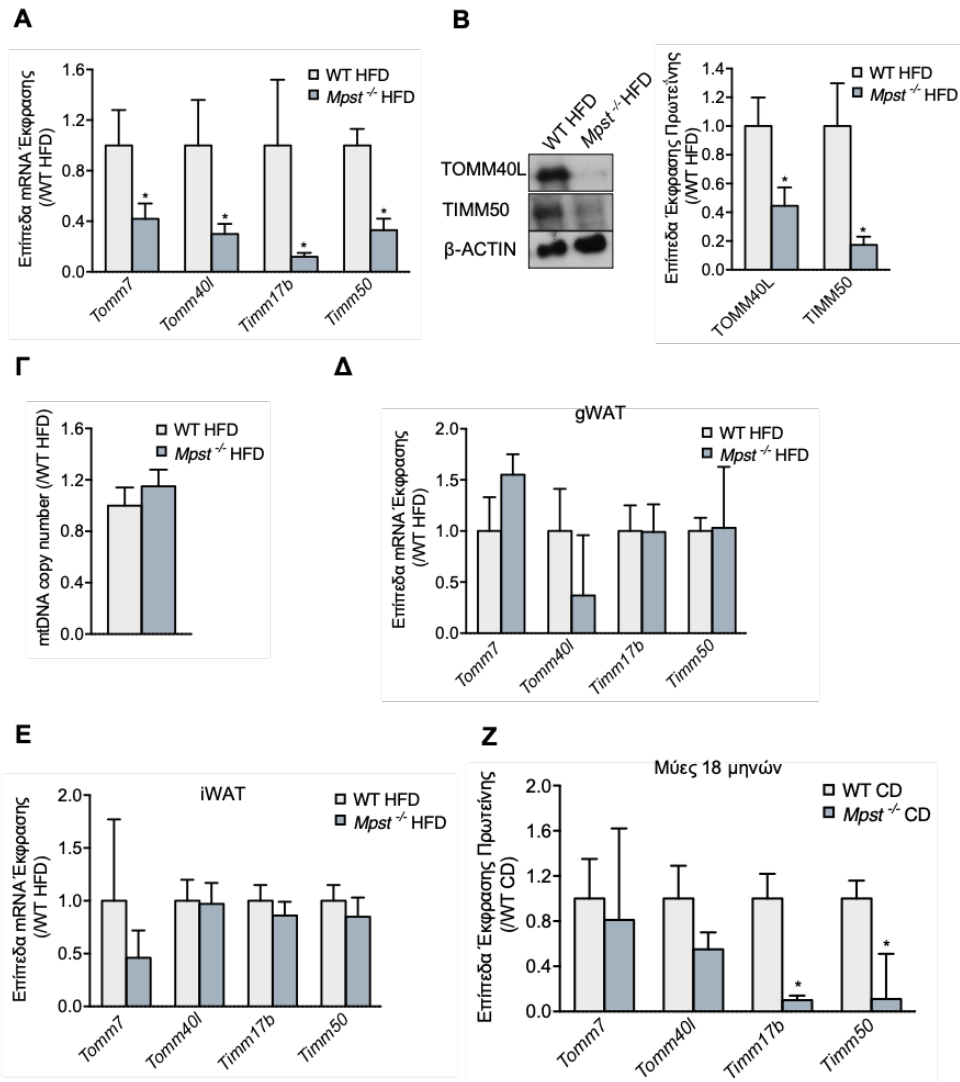 A
Επίπεδα mRNA Έκφρασης
(/WT HFD)
1.6
1.2
0.8
0.4
0.0
WT HFD
Mpst -/- HFD
*
*
*
*
Tomm7
Tomm40l
Timm17b
Timm50
B
WT HFD
Mpst -/- HFD
TOMM40L
TIMM50
β-ACTIN
Επίπεδα Έκφρασης Πρωτεΐνης
(/WT HFD)
1.4
1.2
1.0
0.8
0.6
0.4
0.2
0.0
WT HFD
Mpst -/- HFD
*
*
TOMM40L
TIMM50
Γ
mtDNA copy number (/WT HFD)
1.6
1.2
0.8
0.4
0.0
WT HFD
Mpst -/- HFD
Δ
gWAT
Επίπεδα mRNA Έκφρασης
(/WT HFD)
2.0
1.5
1.0
0.5
0.0
WT HFD
Mpst -/- HFD
Tomm7
Tomm40l
Timm17b
Timm50
E
iWAT
Επίπεδα mRNA Έκφρασης
(/WT HFD)
2.0
1.5
1.0
0.5
0.0
WT HFD
Mpst -/- HFD
Tomm7
Tomm40l
Timm17b
Timm50
Z
Μύες 18 μηνών
Επίπεδα Έκφρασης Πρωτεΐνης
(/WT CD)
2.0
1.6
1.2
0.8
0.4
0.0
WT CD
Mpst -/- CD
*
*
Tomm7
Tomm40l
Timm17b
Timm50